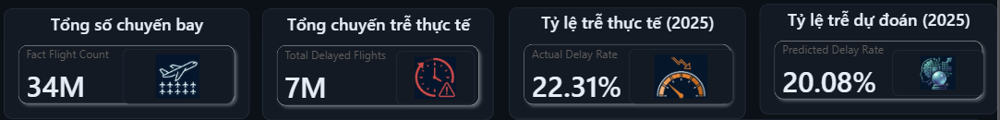 Tổng số chuyến bay
Fact Flight Count
34M
Tổng chuyến trễ thực tế
Total Delayed Flights
7M
Tỷ lệ trễ thực tế (2025)
Actual Delay Rate
22.31%
Tỷ lệ trễ dự đoán (2025)
Predicted Delay Rate
20.08%